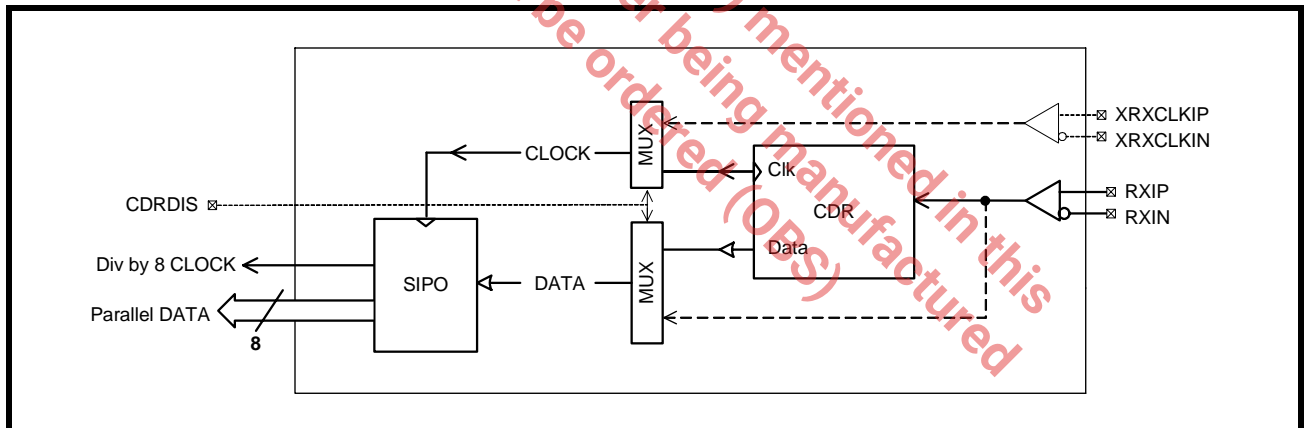 ) mentioned in this
er being manufactured
be ordered (OBS)
XRXCLKIP
XRXCLKIN
MUX
CLOCK
Clk
CDR
Data
RXIP
RXIN
CDRDIS
Div by 8 CLOCK
SIPO
DATA
MUX
Parallel DATA
8